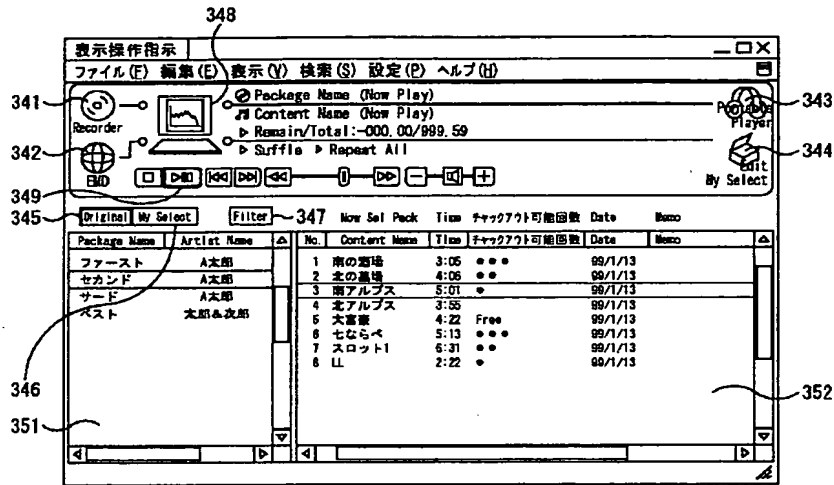 348
表示操作指示
ファイル(F) 編集(E) 表示(V) 検索(S) 設定(P) ヘルプ(H)
341
Recorder
342
EMD
Package Name (Now Play)
Content Name (Now Play)
Remain/Total:-000.00/999.59
Suffle Repeat All
343
Portable Player
344
Edit
My Select
349
345
Original My Select Filter
347
Now Sel Pack Time チャックアウト可能回数 Date Memo
Package Name Artist Name
ファースト A太郎
セカンド A太郎
サード A太郎
ベスト 太郎&次郎
346
351
No. Content Name Time チャックアウト可能回数 Date Memo
1 南の酒場 3:05 ●●● 99/1/13
2 北の墓場 4:06 ●● 99/1/13
3 南アルプス 5:01 ● 99/1/13
4 北アルプス 3:55 99/1/13
5 大富豪 4:22 Free 99/1/13
6 七ならべ 5:13 ●●● 99/1/13
7 スロット1 6:31 ●● 99/1/13
8 LL 2:22 ● 99/1/13
352